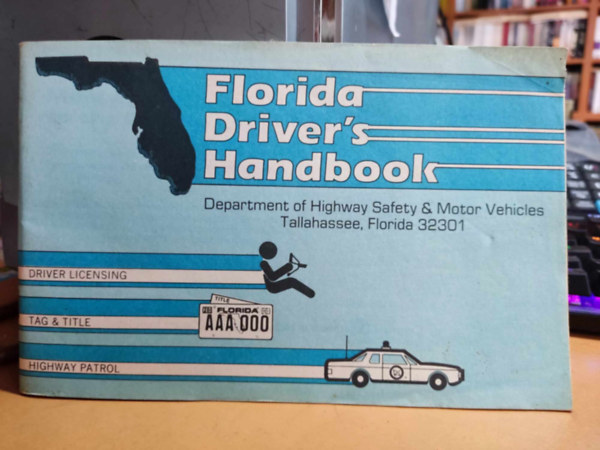 Florida
Driver's
Handbook
Department of Highway Safety & Motor Vehicles
Tallahassee, Florida 32301
DRIVER LICENSING
TITLE
FLORIDA
AAA 000
TAG & TITLE
HIGHWAY PATROL